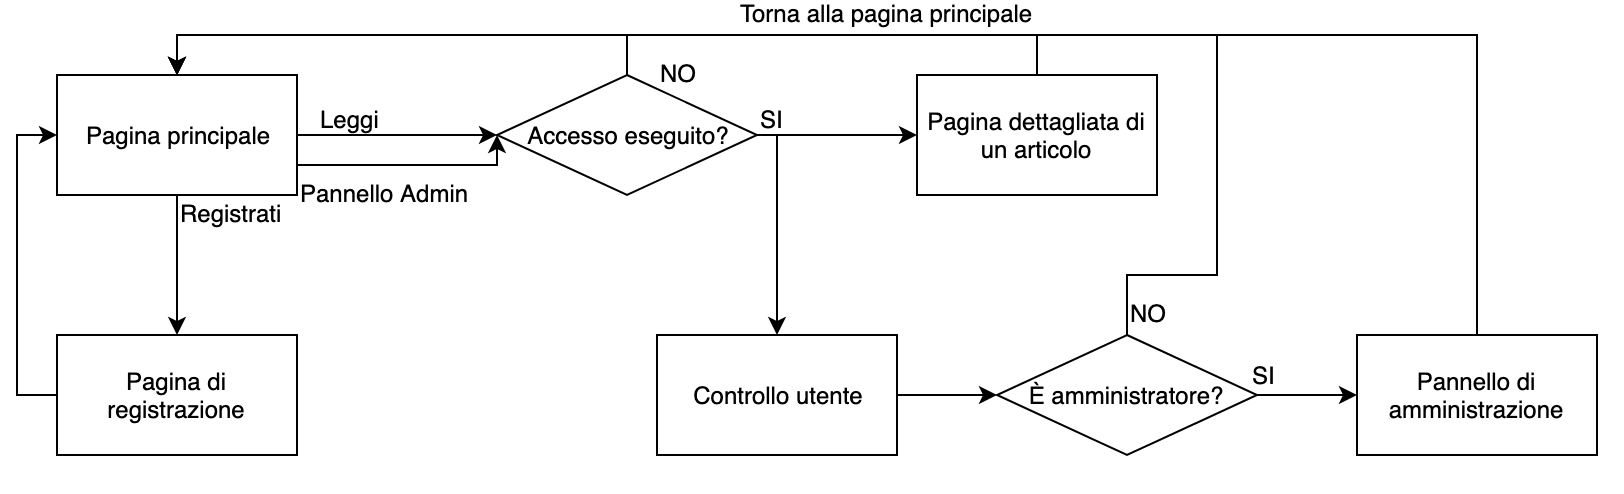 Torna alla pagina principale
NO
Pagina principale
Leggi
Accesso eseguito?
SI
Pagina dettagliata di
un articolo
Pannello Admin
Registrati
NO
Pagina di
registrazione
Controllo utente
È amministratore?
SI
Pannello di
amministrazione